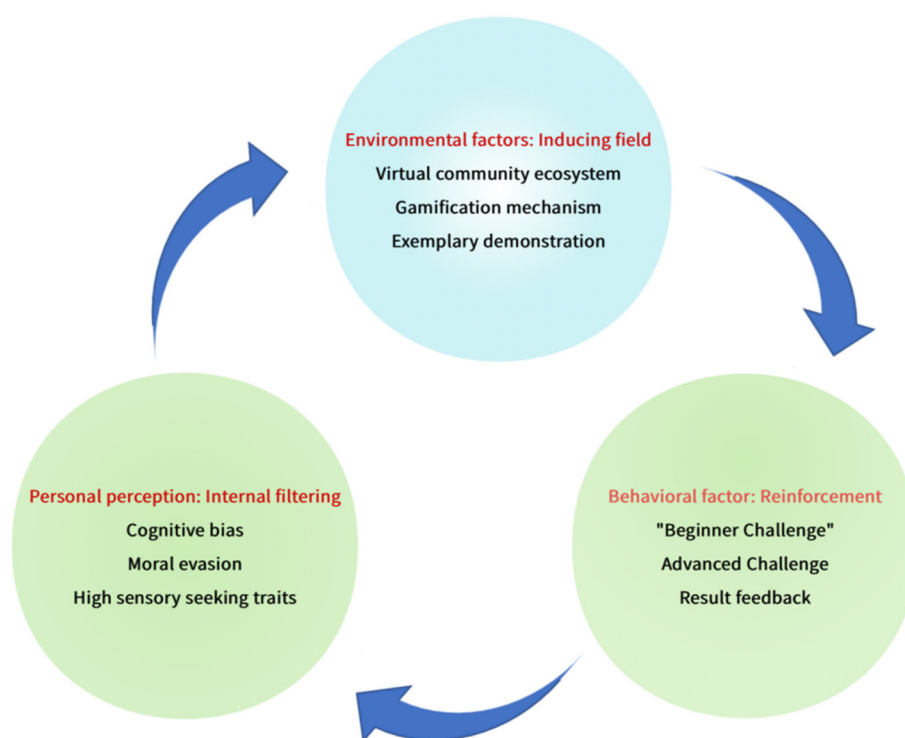 Environmental factors: Inducing field
Virtual community ecosystem
Gamification mechanism
Exemplary demonstration
Personal perception: Internal filtering
Cognitive bias
Moral evasion
High sensory seeking traits
Behavioral factor: Reinforcement
"Beginner Challenge"
Advanced Challenge
Result feedback